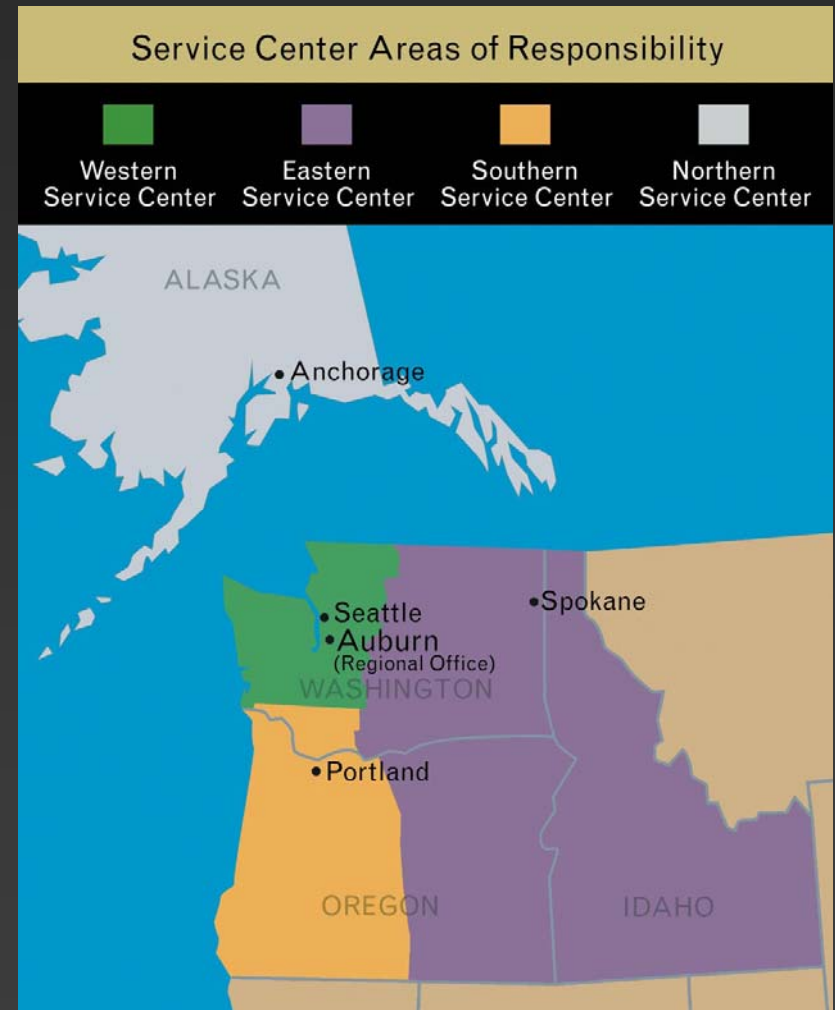 Service Center Areas of Responsibility
Western
Service Center
Eastern
Service Center
Southern
Service Center
Northern
Service Center
ALASKA
Anchorage
Seattle
Auburn
(Regional Office)
Spokane
WASHINGTON
Portland
OREGON
IDAHO